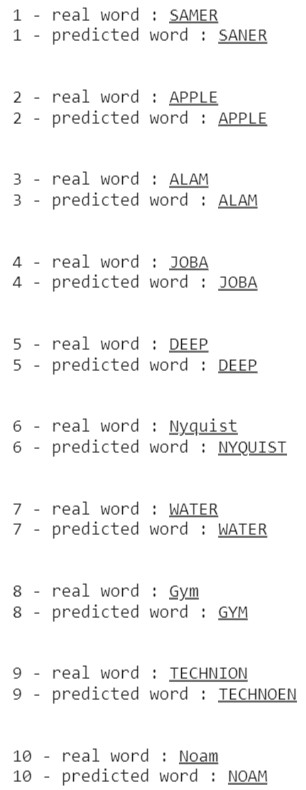 1 - real word : SAMER
1 - predicted word : SANER
2 - real word : APPLE
2 - predicted word : APPLE
3 - real word : ALAM
3 - predicted word : ALAM
4 - real word : JOBA
4 - predicted word : JOBA
5 - real word : DEEP
5 - predicted word : DEEP
6 - real word : Nyquist
6 - predicted word : NYQUIST
7 - real word : WATER
7 - predicted word : WATER
8 - real word : Gym
8 - predicted word : GYM
9 - real word : TECHNION
9 - predicted word : TECHNOEN
10 - real word : Noam
10 - predicted word : NOAM